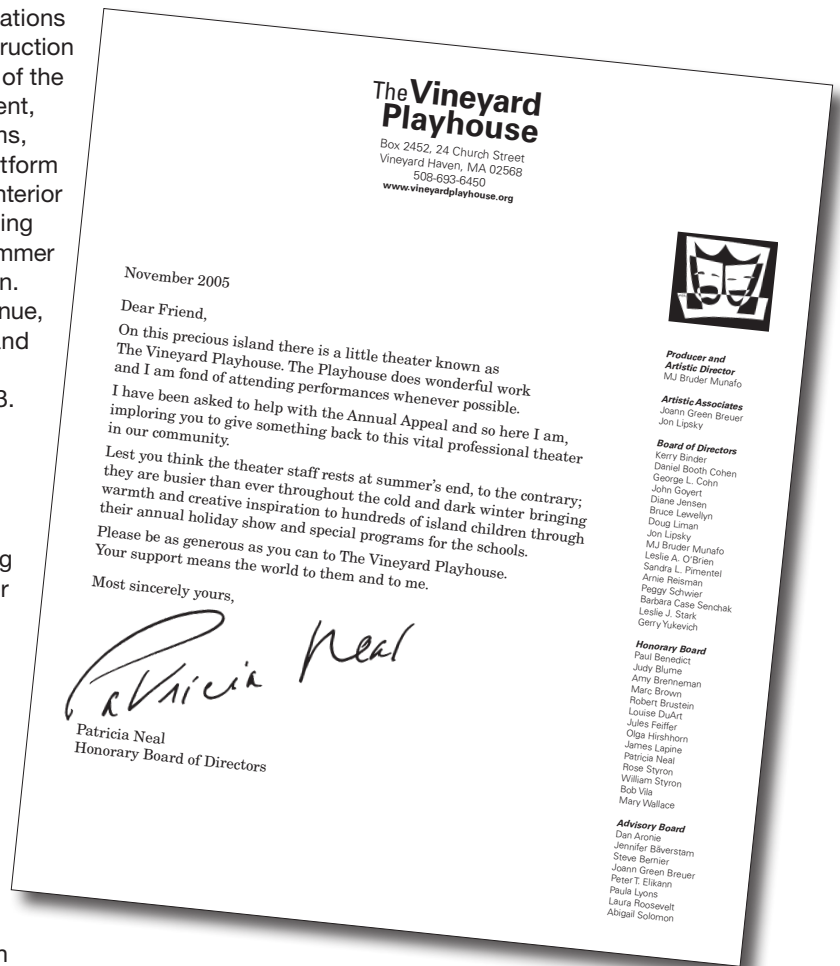 ations
ruction
of the
ent,
ns,
tform
nterior
ing
mmer
n.
nue,
nd
3.
g
r
n
The Vineyard
Playhouse
Box 2452, 24 Church Street
Vineyard Haven, MA 02568
508-693-6450
www.vineyardplayhouse.org
November 2005
Dear Friend,
On this precious island there is a little theater known as
The Vineyard Playhouse. The Playhouse does wonderful work
and I am fond of attending performances whenever possible.
I have been asked to help with the Annual Appeal and so here I am,
imploring you to give something back to this vital professional theater
in our community.
Lest you think the theater staff rests at summer's end, to the contrary;
they are busier than ever throughout the cold and dark winter bringing
warmth and creative inspiration to hundreds of island children through
their annual holiday show and special programs for the schools.
Please be as generous as you can to The Vineyard Playhouse.
Your support means the world to them and to me.
Most sincerely yours,
Patricia Neal
Patricia Neal
Honorary Board of Directors
Producer and
Artistic Director
MJ Bruder Munafo
Artistic Associates
Joann Green Breuer
Jon Lipsky
Board of Directors
Kerry Binder
Daniel Booth Cohen
George L. Cohn
John Goyert
Diane Jensen
Bruce Lewellyn
Doug Liman
Jon Lipsky
MJ Bruder Munafo
Leslie A. O'Brien
Sandra L. Pimentel
Arnie Reisman
Peggy Schwier
Barbara Case Senchak
Leslie J. Stark
Gerry Yukevich
Honorary Board
Paul Benedict
Judy Blume
Amy Brenneman
Marc Brown
Robert Brustein
Louise DuArt
Jules Feiffer
Olga Hirshhorn
James Lapine
Patricia Neal
Rose Styron
William Styron
Bob Vila
Mary Wallace
Advisory Board
Dan Aronie
Jennifer Båverstam
Steve Bernier
Joann Green Breuer
Peter T. Elikann
Paula Lyons
Laura Roosevelt
Abigail Solomon